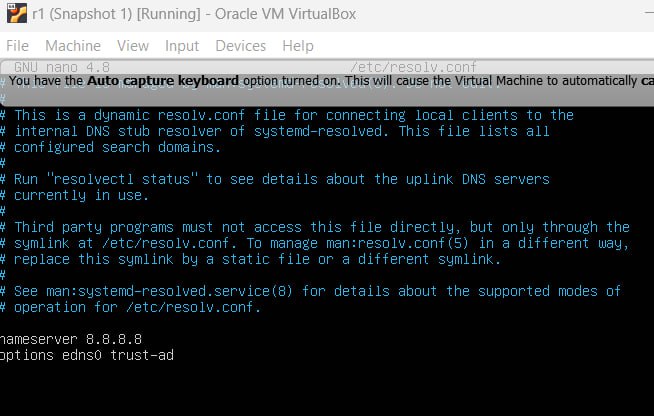 r1 (Snapshot 1) [Running] - Oracle VM VirtualBox
File Machine View Input Devices Help
GNU nano 4.8 /etc/resolv.conf
You have the Auto capture keyboard option turned on. This will cause the Virtual Machine to automatically ca
#
# This is a dynamic resolv.conf file for connecting local clients to the
# internal DNS stub resolver of systemd-resolved. This file lists all
# configured search domains.
#
# Run "resolvectl status" to see details about the uplink DNS servers
# currently in use.
#
# Third party programs must not access this file directly, but only through the
# symlink at /etc/resolv.conf. To manage man:resolv.conf(5) in a different way,
# replace this symlink by a static file or a different symlink.
#
# See man:systemd-resolved.service(8) for details about the supported modes of
# operation for /etc/resolv.conf.
nameserver 8.8.8.8
options edns0 trust-ad